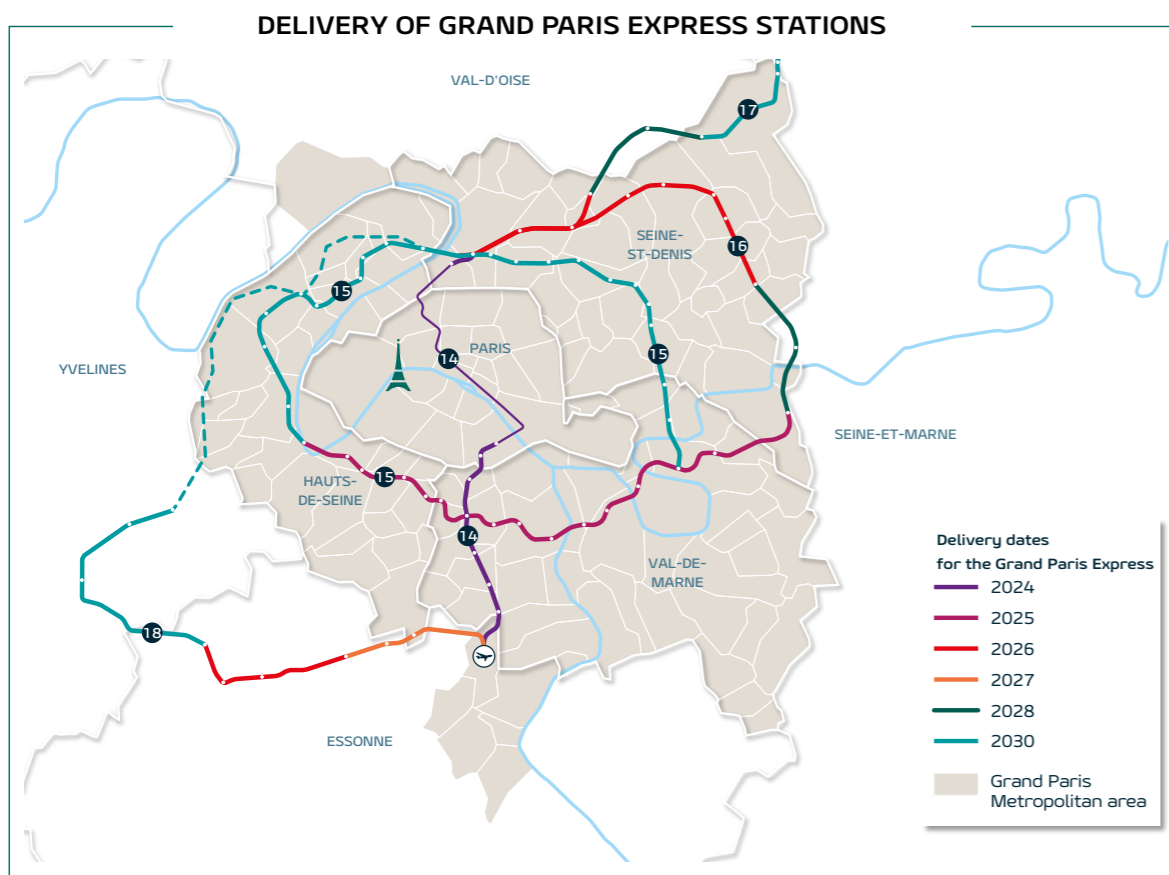 DELIVERY OF GRAND PARIS EXPRESS STATIONS
VAL-D'OISE
17
SEINE-
ST-DENIS
16
15
14
PARIS
15
YVELINES
SEINE-ET-MARNE
HAUTS-
DE-SEINE
15
14
VAL-DE-
MARNE
18
ESSONNE
Delivery dates
for the Grand Paris Express
2024
2025
2026
2027
2028
2030
Grand Paris
Metropolitan area